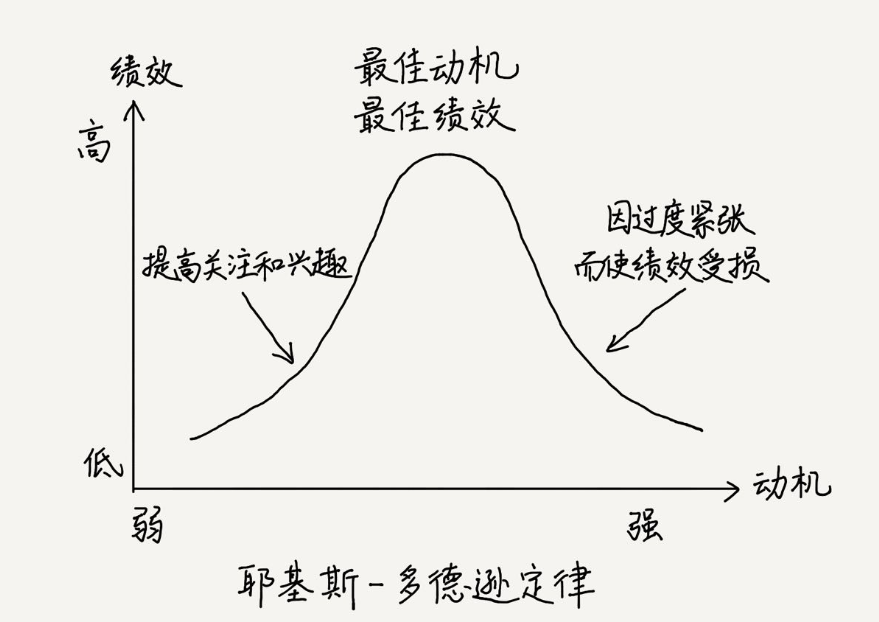 绩效
最佳动机
最佳绩效
高
因过度紧张
而使绩效受损
提高关注和兴趣
低
动机
弱
强
耶基斯-多德逊定律